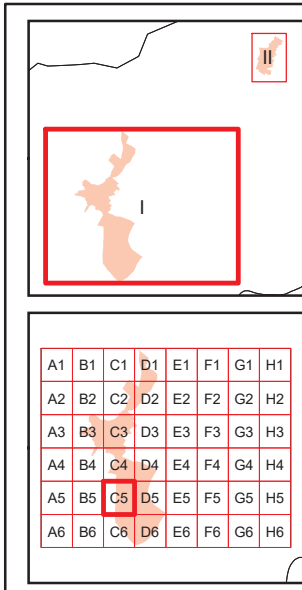 II
I
A1 B1 C1 D1 E1 F1 G1 H1
A2 B2 C2 D2 E2 F2 G2 H2
A3 B3 C3 D3 E3 F3 G3 H3
A4 B4 C4 D4 E4 F4 G4 H4
A5 B5 C5 D5 E5 F5 G5 H5
A6 B6 C6 D6 E6 F6 G6 H6